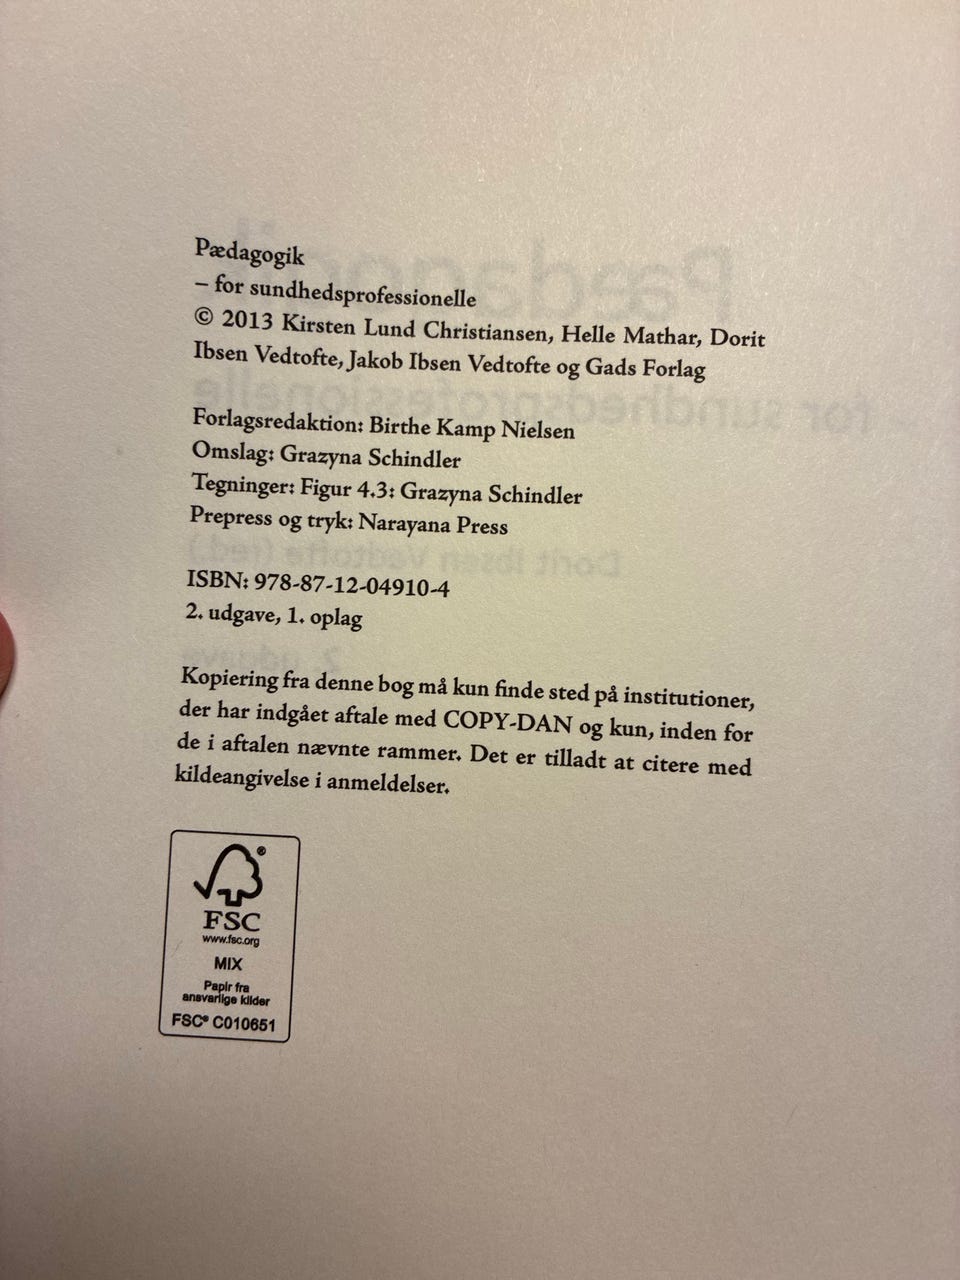 Pædagogik
– for sundhedsprofessionelle
© 2013 Kirsten Lund Christiansen, Helle Mathar, Dorit
Ibsen Vedtofte, Jakob Ibsen Vedtofte og Gads Forlag
Forlagsredaktion: Birthe Kamp Nielsen
Omslag: Grazyna Schindler
Tegninger: Figur 4.3: Grazyna Schindler
Prepress og tryk: Narayana Press
ISBN: 978-87-12-04910-4
2. udgave, 1. oplag
Kopiering fra denne bog må kun finde sted på institutioner,
der har indgået aftale med COPY-DAN og kun, inden for
de i aftalen nævnte rammer. Det er tilladt at citere med
kildeangivelse i anmeldelser.
®
FSC
www.fsc.org
MIX
Papir fra
ansvarlige kilder
FSC® C010651